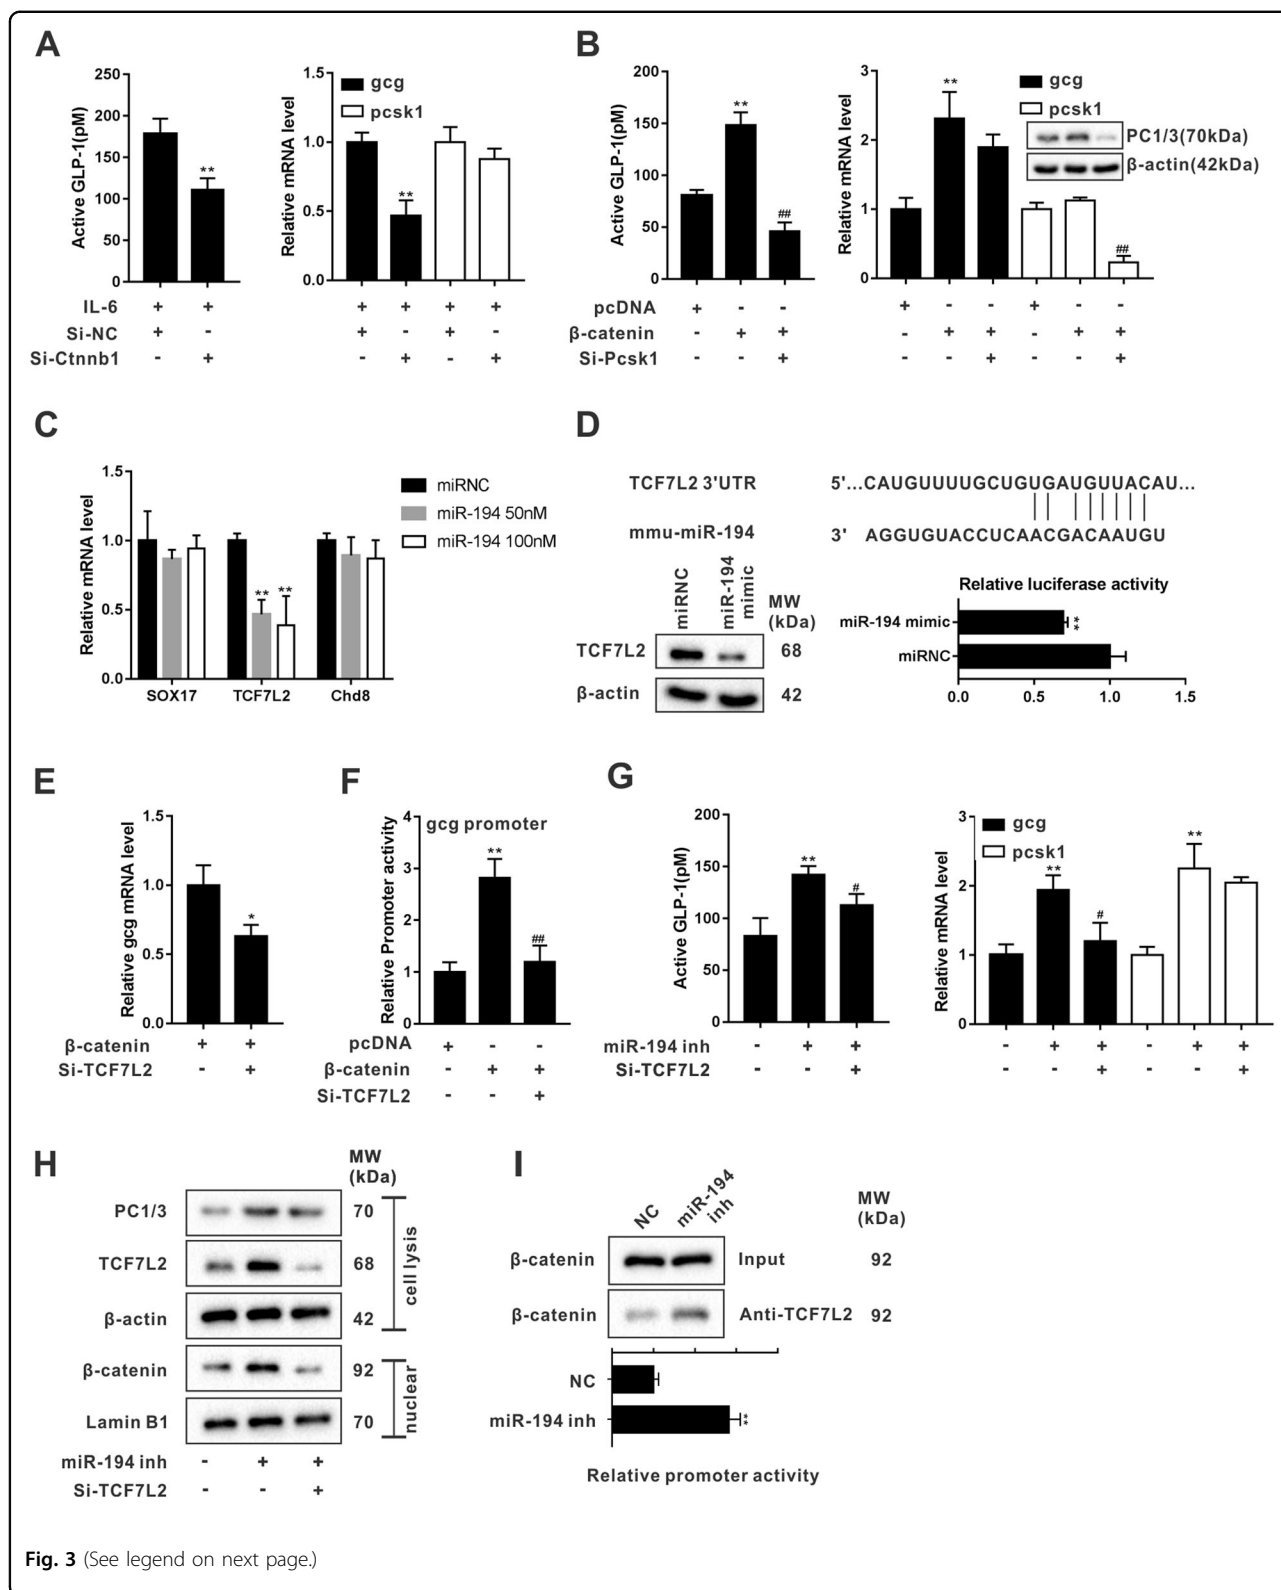 A
Active GLP-1(pM)
250
200
150
100
50
0
**
IL-6 + +
Si-NC + -
Si-Ctnnb1 - +
Relative mRNA level
1.5
1.0
0.5
0.0
gcg
pcsk1
**
+ + + +
+ - + -
- + - +
B
Active GLP-1(pM)
200
150
100
50
0
**
##
pcDNA + - -
β-catenin - + +
Si-Pcsk1 - - +
Relative mRNA level
3
2
1
0
**
##
gcg
pcsk1
PC1/3(70kDa)
β-actin(42kDa)
+ - - + - -
- + + - + +
- - + - - +
C
Relative mRNA level
1.5
1.0
0.5
0.0
** **
SOX17 TCF7L2 Chd8
miRNC
miR-194 50nM
miR-194 100nM
D
TCF7L2 3'UTR 5'...CAUGUUUUGCUGUGAUGUUACAU...
mmu-miR-194 3' AGGUGUACCUCAACGACAAUGU
miRNC
miR-194 mimic
MW (kDa)
TCF7L2 68
β-actin 42
Relative luciferase activity
miR-194 mimic
**
miRNC
0.0 0.5 1.0 1.5
E
Relative gcg mRNA level
1.5
1.0
0.5
0.0
*
β-catenin + +
Si-TCF7L2 - +
F
Relative Promoter activity
gcg promoter
4
3
2
1
0
**
##
pcDNA + - -
β-catenin - + +
Si-TCF7L2 - - +
G
Active GLP-1(pM)
200
150
100
50
0
**
#
miR-194 inh - + +
Si-TCF7L2 - - +
Relative mRNA level
3
2
1
0
gcg
pcsk1
**
#
**
- + + - + +
- - + - - +
H
MW
(kDa)
PC1/3 70
TCF7L2 68
β-actin 42
cell lysis
β-catenin 92
Lamin B1 70
nuclear
miR-194 inh - + +
Si-TCF7L2 - - +
I
NC
miR-194 inh
MW
(kDa)
β-catenin Input 92
β-catenin Anti-TCF7L2 92
NC
miR-194 inh
**
Relative promoter activity
Fig. 3 (See legend on next page.)